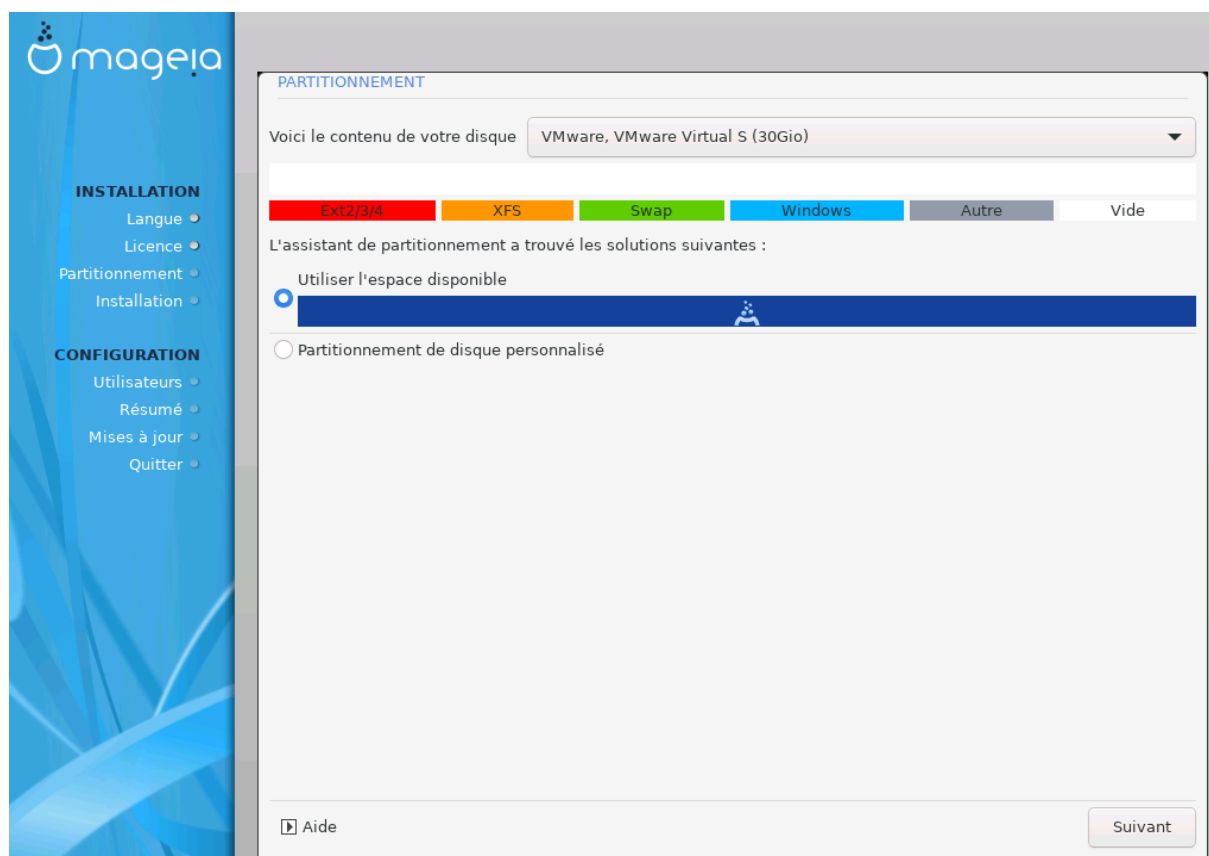 mageia
INSTALLATION
Langue
Licence
Partitionnement
Installation
CONFIGURATION
Utilisateurs
Résumé
Mises à jour
Quitter
PARTITIONNEMENT
Voici le contenu de votre disque VMware, VMware Virtual S (30Gio)
Ext2/3/4 XFS Swap Windows Autre Vide
L'assistant de partitionnement a trouvé les solutions suivantes :
Utiliser l'espace disponible
Partitionnement de disque personnalisé
Aide Suivant